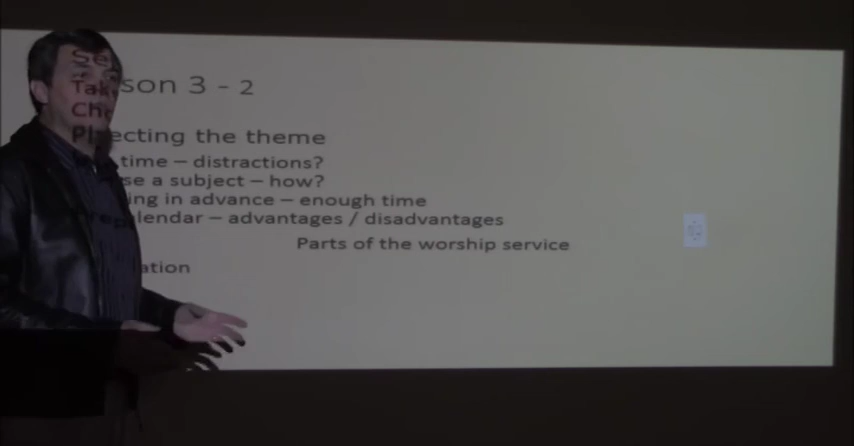 son 3 - 2
ecting the theme
time – distractions?
se a subject – how?
ing in advance – enough time
lendar – advantages / disadvantages
Parts of the worship service
ation